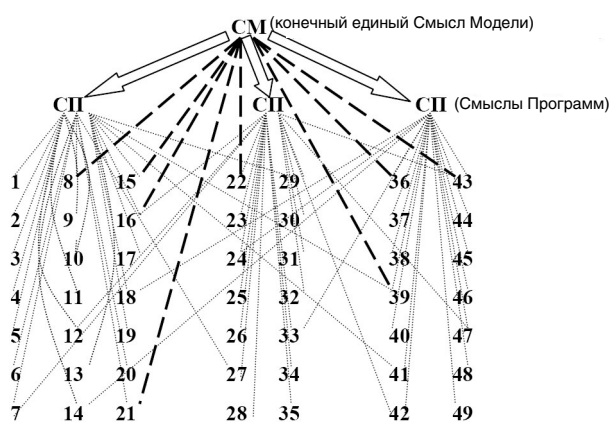 СМ (конечный единый Смысл Модели)
СП СП СП (Смыслы Программ)
1 8 15 22 29 36 43
2 9 16 23 30 37 44
3 10 17 24 31 38 45
4 11 18 25 32 39 46
5 12 19 26 33 40 47
6 13 20 27 34 41 48
7 14 21 28 35 42 49